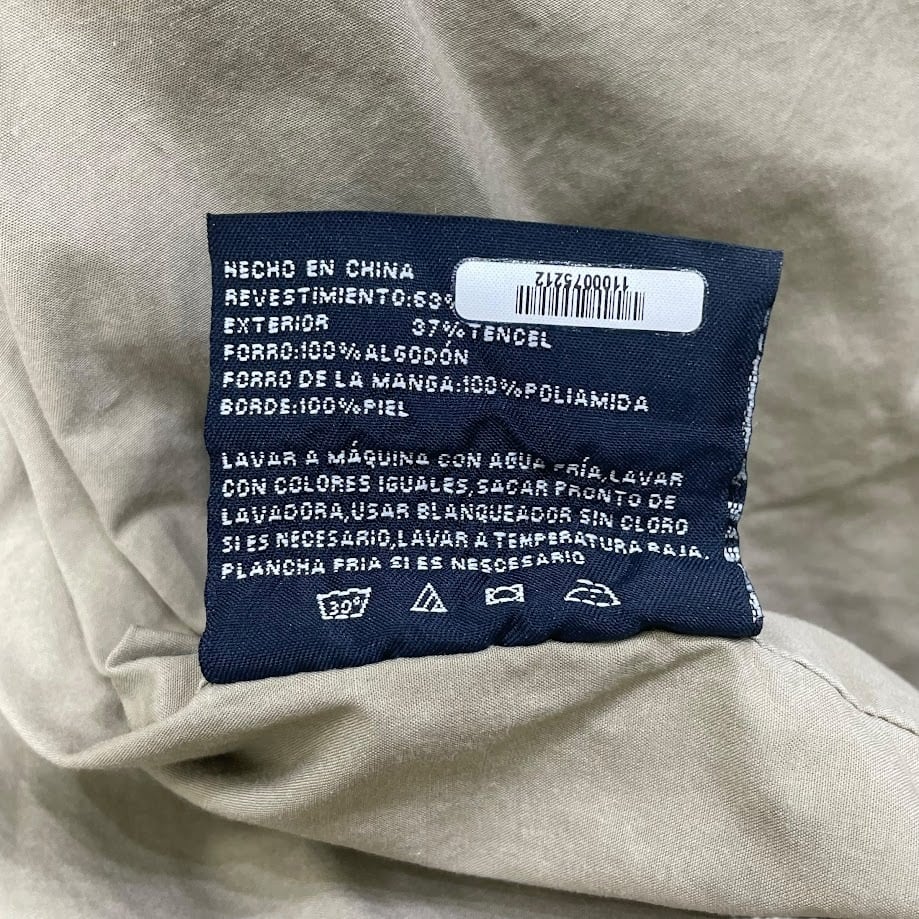 HECHO EN CHINA
REVESTIMIENTO:63%
EXTERIOR 37%TENCEL
FORRO:100%ALGODÓN
FORRO DE LA MANGA:100%POLIAMIDA
BORDE:100%PIEL
1100075212
LAVAR A MÁQUINA CON AGUA FRÍA,LAVAR
CON COLORES IGUALES,SACAR PRONTO DE
LAVADORA,USAR BLANQUEADOR SIN CLORO
SI ES NECESARIO,LAVAR A TEMPERATURA BAJA.
PLANCHA FRIA SI ES NESCESARIO
30°